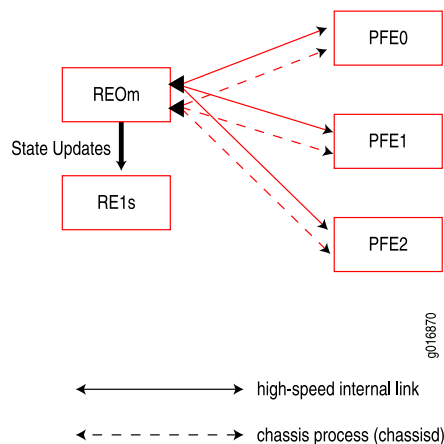 PFE0
REOm
State Updates
PFE1
RE1s
PFE2
g016870
high-speed internal link
chassis process (chassisd)